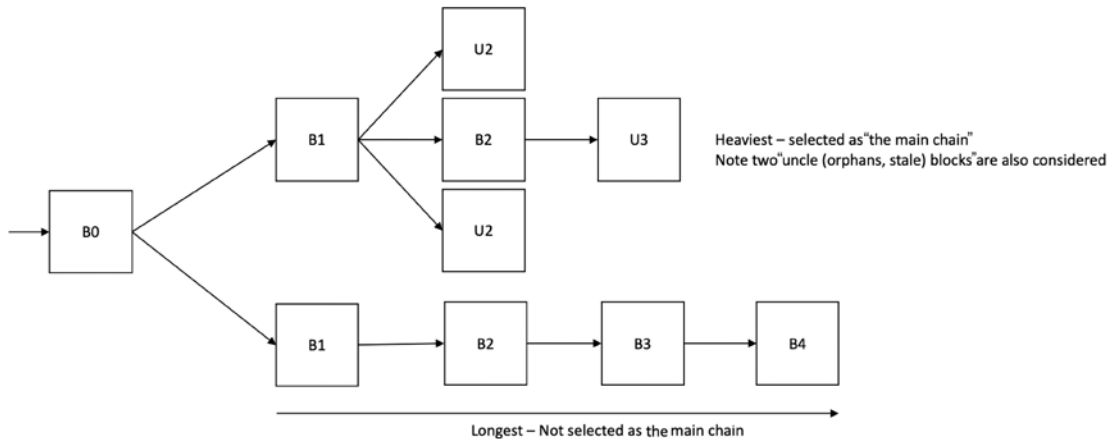 U2
B1
B2
U3
Heaviest – selected as "the main chain"
Note two "uncle (orphans, stale) blocks" are also considered
B0
U2
B1
B2
B3
B4
Longest – Not selected as the main chain